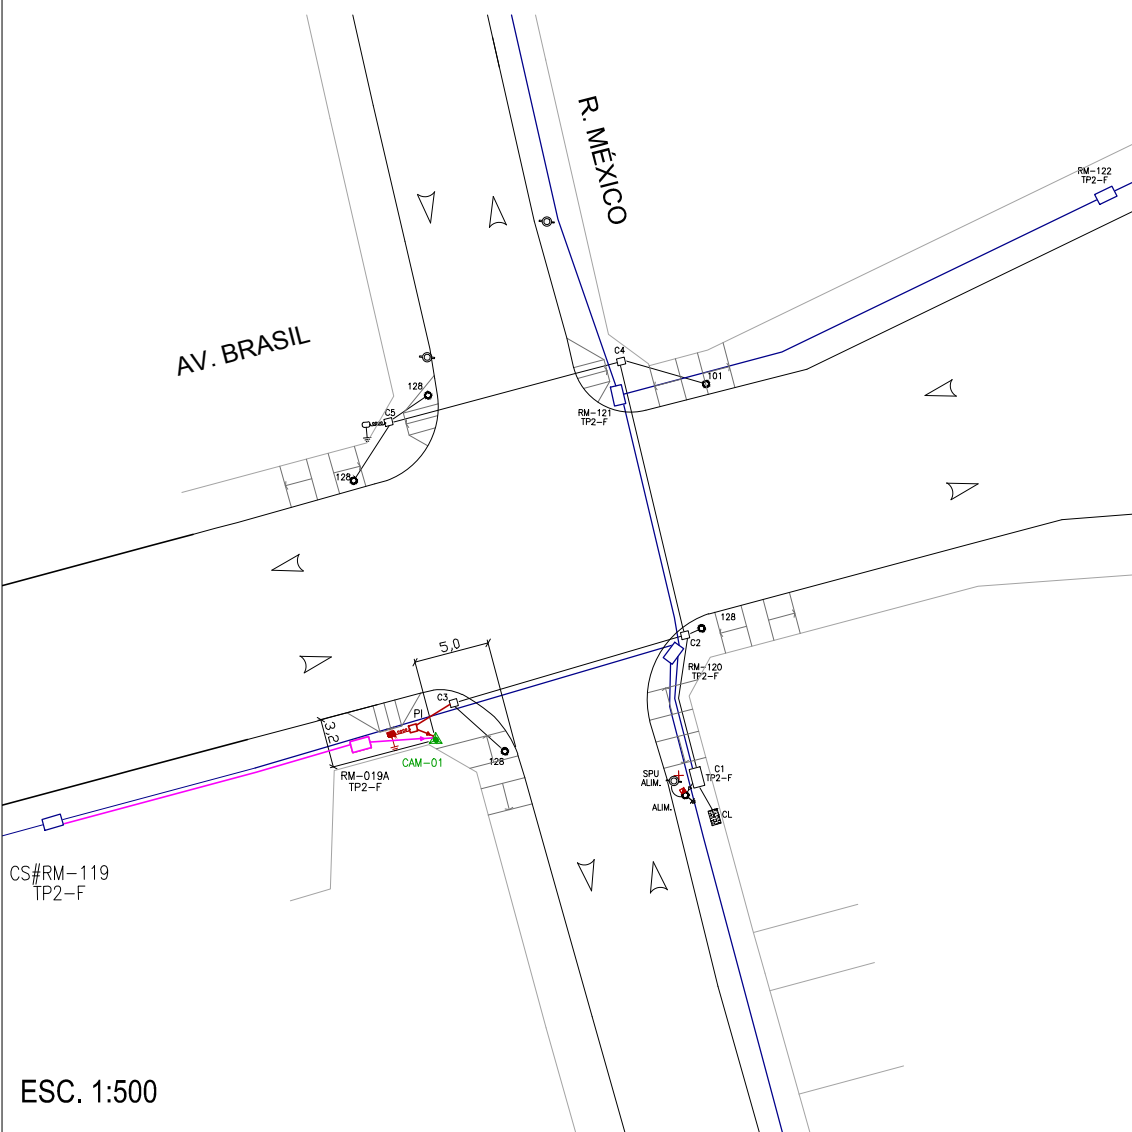 R. MÉXICO
RM-122
TP2-F
AV. BRASIL
C4
101
128
C5
RM-121
TP2-F
128
128
C2
5,0
RM-120
TP2-F
C3
P1
3,2
128
CAM-01
RM-019A
TP2-F
SPU
ALIM.
C1
TP2-F
ALIM.
CL
CS#RM-119
TP2-F
ESC. 1:500